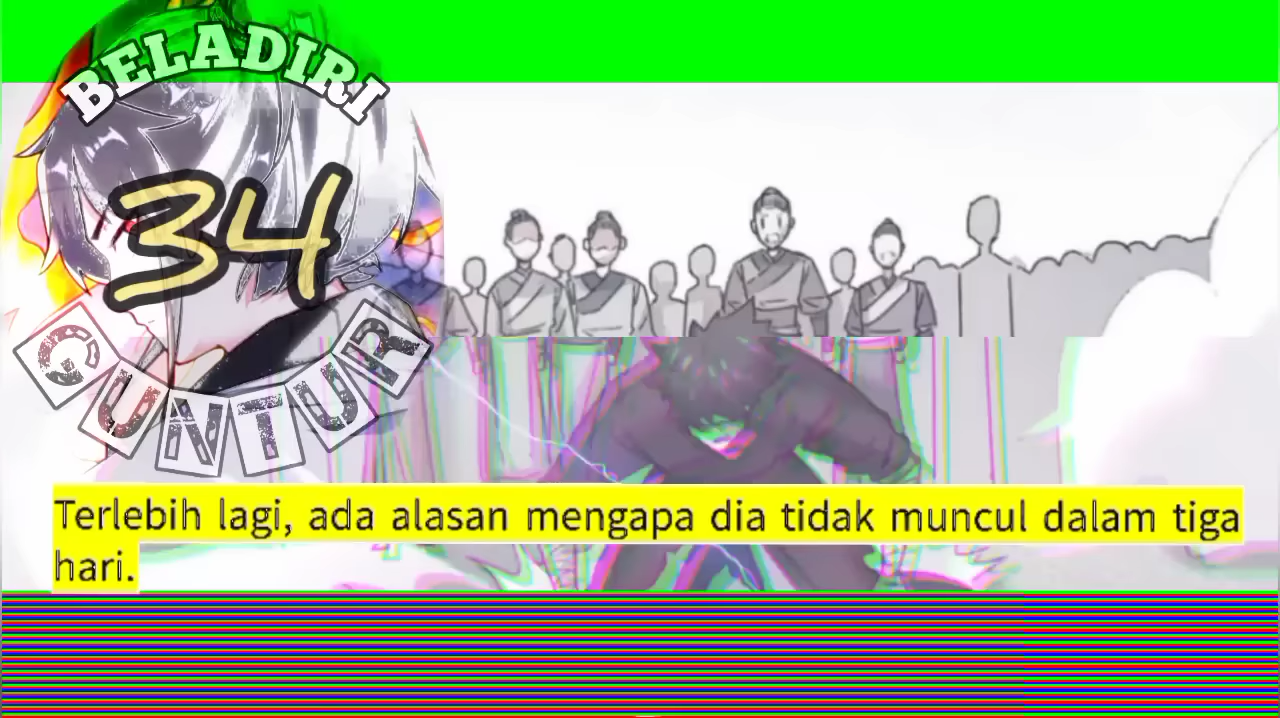 BELADIRI
34
GUNTUR
Terlebih lagi, ada alasan mengapa dia tidak muncul dalam tiga
hari.